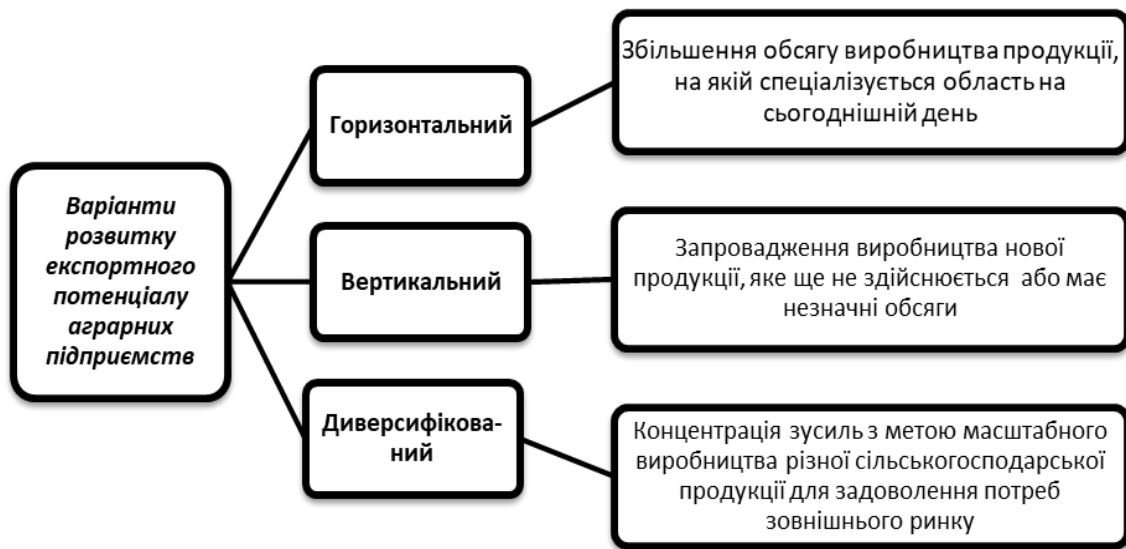 Варіанти
розвитку
експортного
потенціалу
аграрних
підприємств
Горизонтальний
Збільшення обсягу виробництва продукції,
на якій спеціалізується область на
сьогоднішній день
Вертикальний
Запровадження виробництва нової
продукції, яке ще не здійснюється або має
незначні обсяги
Диверсифікова-
ний
Концентрація зусиль з метою масштабного
виробництва різної сільськогосподарської
продукції для задоволення потреб
зовнішнього ринку